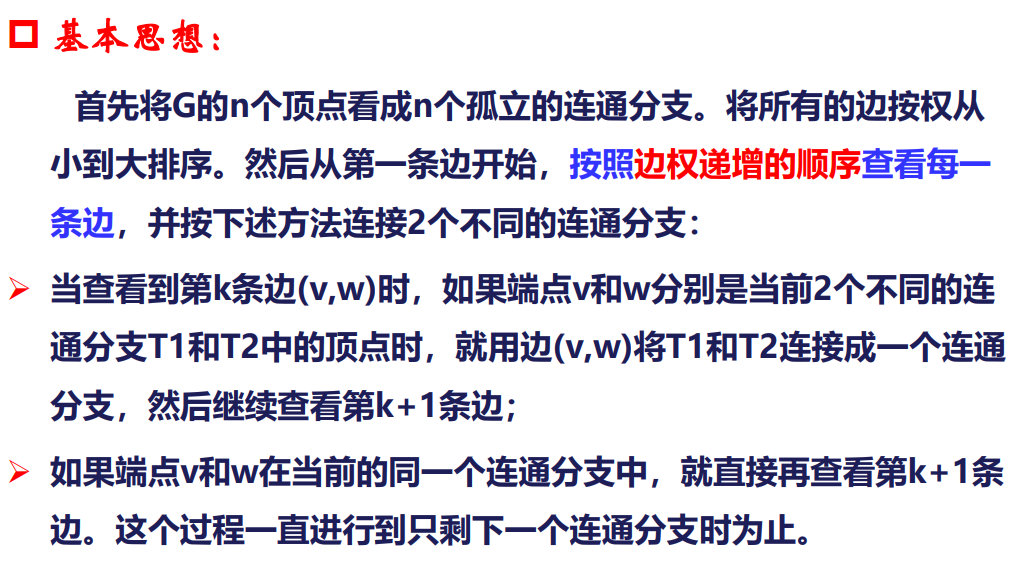 基本思想：
首先将G的n个顶点看成n个孤立的连通分支。将所有的边按权从
小到大排序。然后从第一条边开始，按照边权递增的顺序查看每一
条边，并按下述方法连接2个不同的连通分支：
当查看到第k条边(v,w)时，如果端点v和w分别是当前2个不同的连
通分支T1和T2中的顶点时，就用边(v,w)将T1和T2连接成一个连通
分支，然后继续查看第k+1条边；
如果端点v和w在当前的同一个连通分支中，就直接再查看第k+1条
边。这个过程一直进行到只剩下一个连通分支时为止。